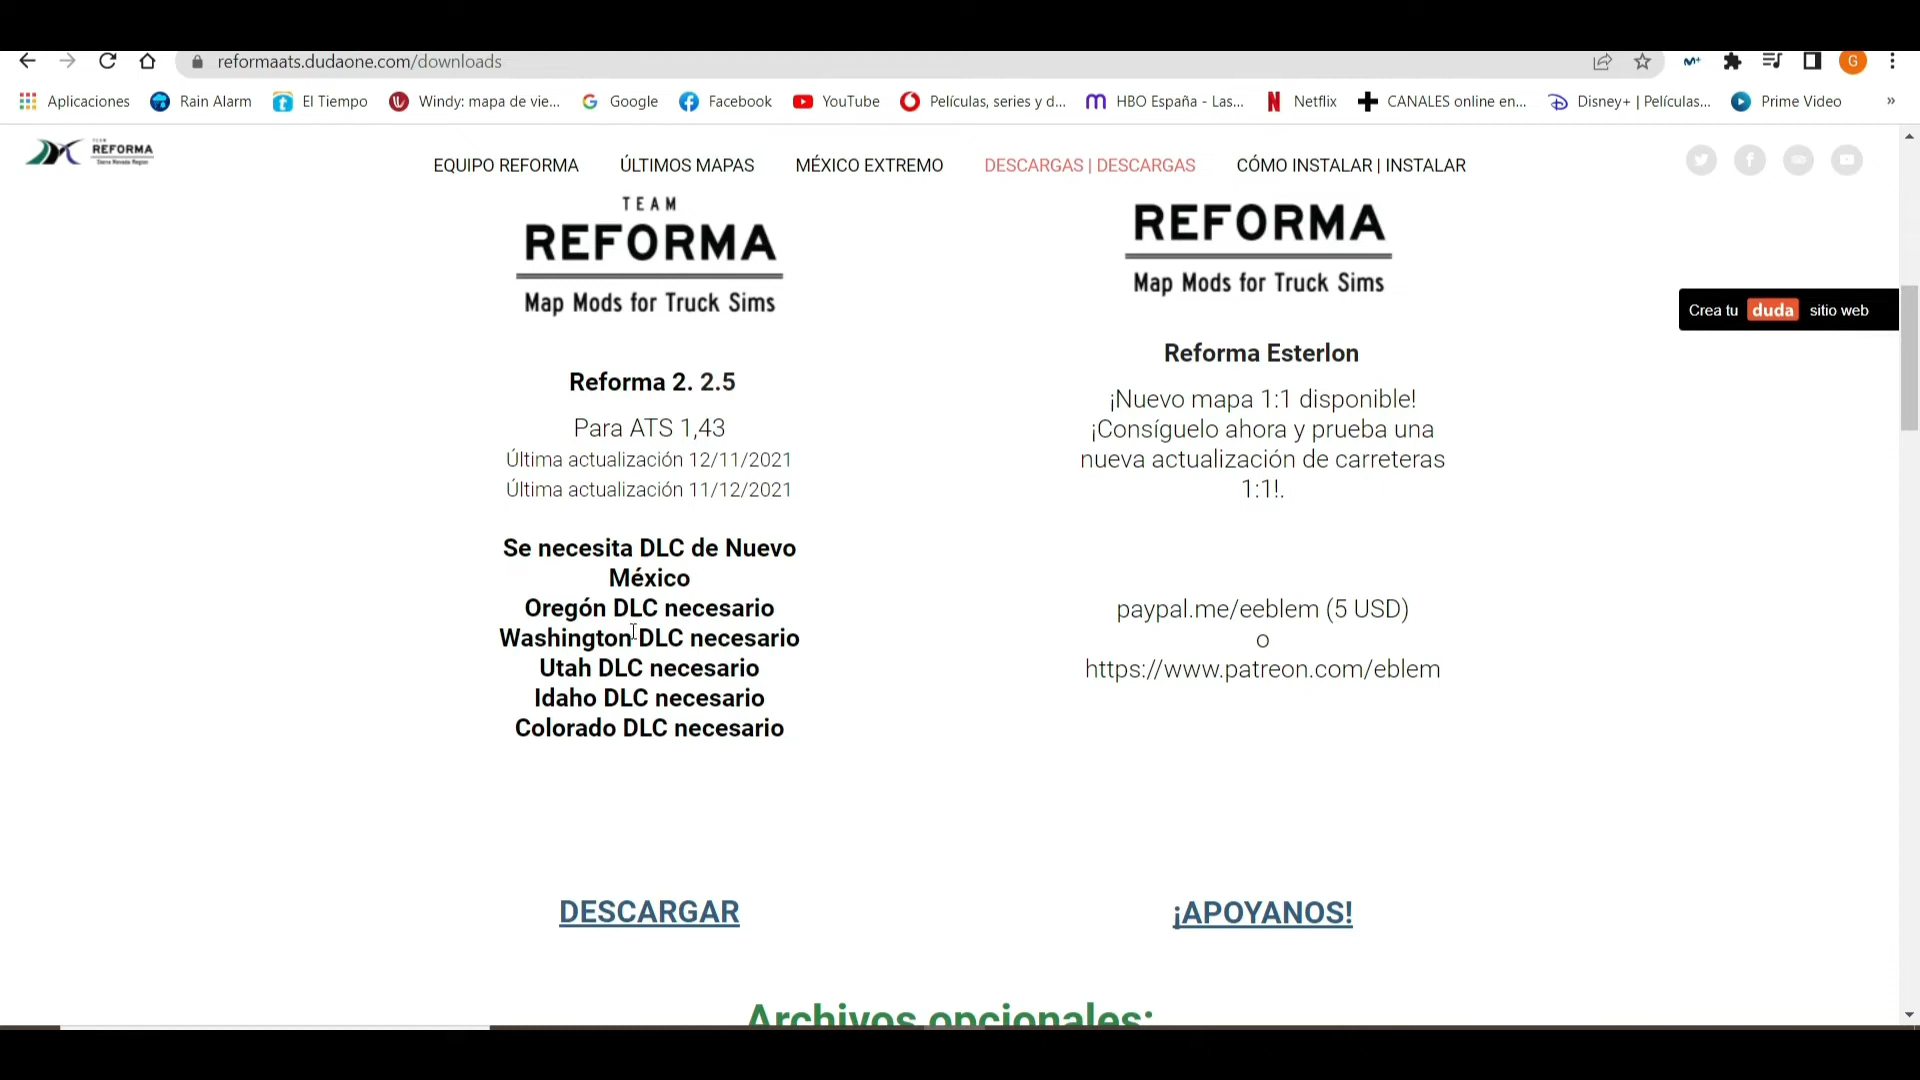 reformaats.dudaone.com/downloads
G
Aplicaciones
Rain Alarm
El Tiempo
Windy: mapa de vie...
Google
Facebook
YouTube
Películas, series y d...
HBO España - Las...
Netflix
CANALES online en...
Disney+ | Películas...
Prime Video
»
TEAM
REFORMA
Sierra Nevada Region
EQUIPO REFORMA
ÚLTIMOS MAPAS
MÉXICO EXTREMO
DESCARGAS | DESCARGAS
CÓMO INSTALAR | INSTALAR
TEAM
REFORMA
Map Mods for Truck Sims
Reforma 2. 2.5
Para ATS 1,43
Última actualización 12/11/2021
Última actualización 11/12/2021
Se necesita DLC de Nuevo
México
Oregón DLC necesario
Washington DLC necesario
Utah DLC necesario
Idaho DLC necesario
Colorado DLC necesario
DESCARGAR
REFORMA
Map Mods for Truck Sims
Reforma Esterlon
¡Nuevo mapa 1:1 disponible!
¡Consíguelo ahora y prueba una
nueva actualización de carreteras
1:1!.
paypal.me/eeblem (5 USD)
o
https://www.patreon.com/eblem
¡APOYANOS!
Crea tu duda sitio web
Archivos opcionales: